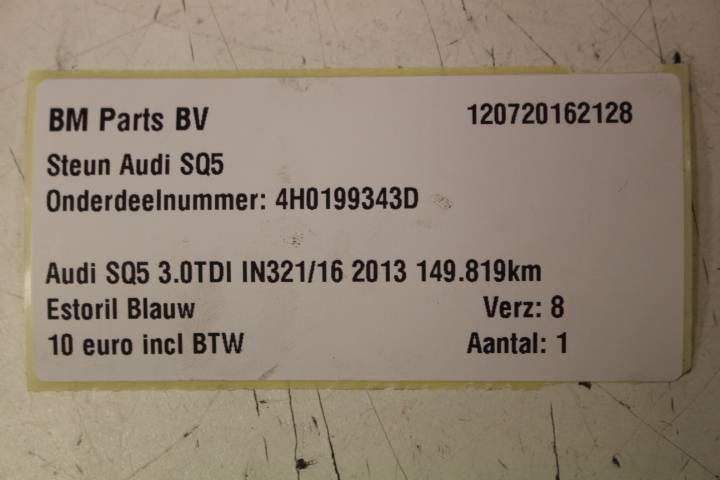 BM Parts BV 120720162128
Steun Audi SQ5
Onderdeelnummer: 4H0199343D
Audi SQ5 3.0TDI IN321/16 2013 149.819km
Estoril Blauw Verz: 8
10 euro incl BTW Aantal: 1